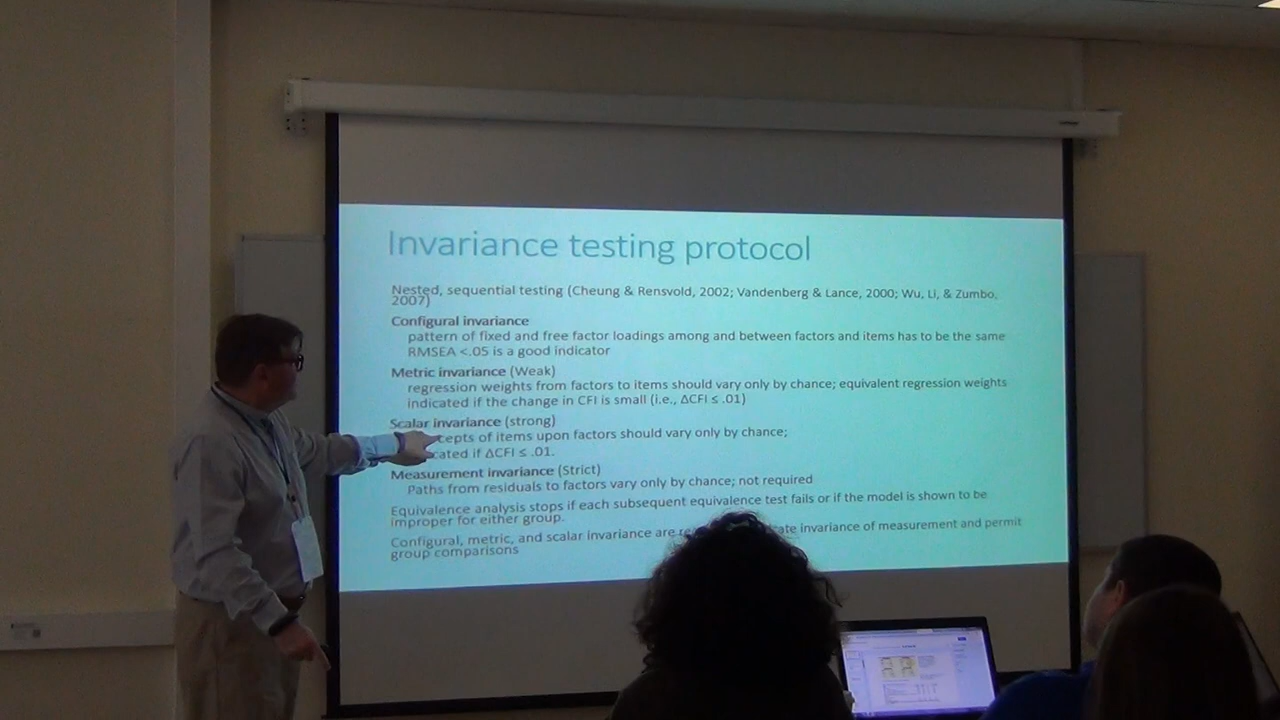 Invariance testing protocol
Nested, sequential testing (Cheung & Rensvold, 2002; Vandenberg & Lance, 2000; Wu, Li, & Zumbo,
2007)
Configural invariance
pattern of fixed and free factor loadings among and between factors and items has to be the same
RMSEA <.05 is a good indicator
Metric invariance (Weak)
regression weights from factors to items should vary only by chance; equivalent regression weights
indicated if the change in CFI is small (i.e., ΔCFI ≤ .01)
Scalar invariance (strong)
cepts of items upon factors should vary only by chance;
cated if ΔCFI ≤ .01.
Measurement invariance (Strict)
Paths from residuals to factors vary only by chance; not required
Equivalence analysis stops if each subsequent equivalence test fails or if the model is shown to be
improper for either group.
Configural, metric, and scalar invariance are invariance of measurement and permit
group comparisons